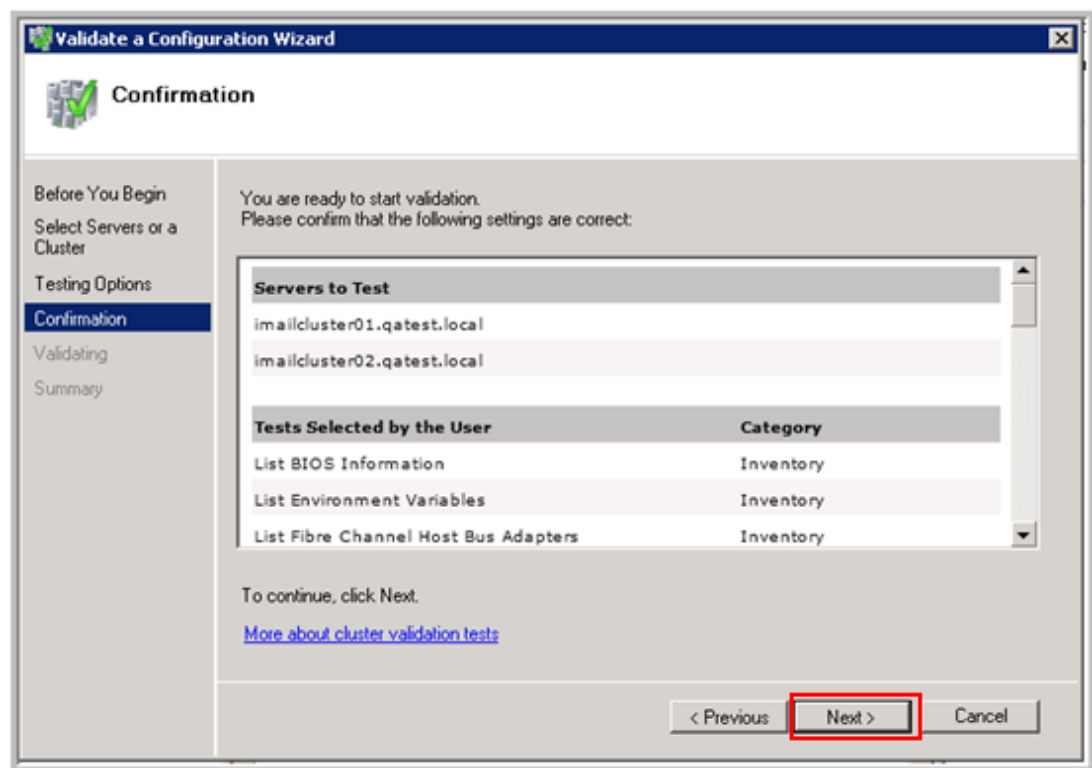 Validate a Configuration Wizard
Confirmation
Before You Begin
Select Servers or a
Cluster
Testing Options
Confirmation
Validating
Summary
You are ready to start validation.
Please confirm that the following settings are correct:
Servers to Test
imailcluster01.qatest.local
imailcluster02.qatest.local
Tests Selected by the User Category
List BIOS Information Inventory
List Environment Variables Inventory
List Fibre Channel Host Bus Adapters Inventory
To continue, click Next.
More about cluster validation tests
< Previous Next > Cancel